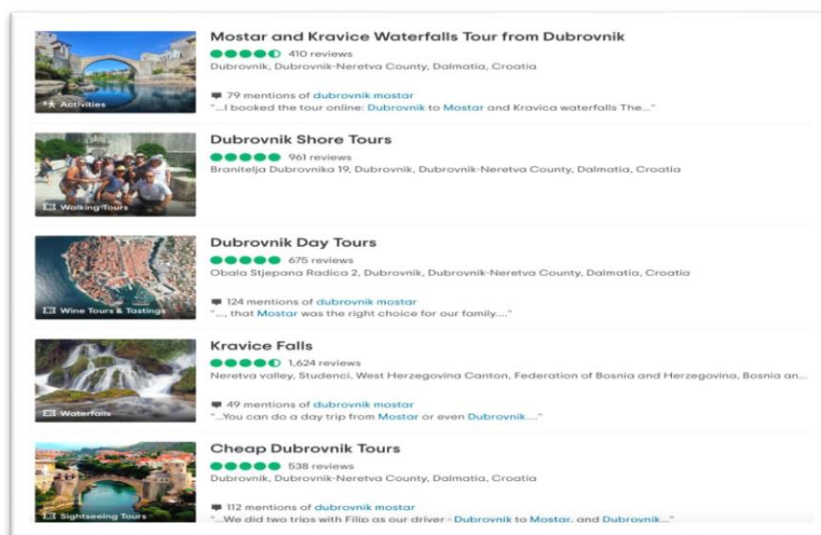 Mostar and Kravice Waterfalls Tour from Dubrovnik
410 reviews
Dubrovnik, Dubrovnik-Neretva County, Dalmatia, Croatia
79 mentions of dubrovnik mostar
"...I booked the tour online: Dubrovnik to Mostar and Kravica waterfalls The..."
Activities
Dubrovnik Shore Tours
961 reviews
Branitelja Dubrovnika 19, Dubrovnik, Dubrovnik-Neretva County, Dalmatia, Croatia
Walking Tours
Dubrovnik Day Tours
675 reviews
Obala Stjepana Radica 2, Dubrovnik, Dubrovnik-Neretva County, Dalmatia, Croatia
124 mentions of dubrovnik mostar
"..., that Mostar was the right choice for our family...."
Wine Tours & Tastings
Kravice Falls
1,624 reviews
Neretva valley, Studenci, West Herzegovina Canton, Federation of Bosnia and Herzegovina, Bosnia an...
49 mentions of dubrovnik mostar
"...You can do a day trip from Mostar or even Dubrovnik...."
Waterfalls
Cheap Dubrovnik Tours
538 reviews
Dubrovnik, Dubrovnik-Neretva County, Dalmatia, Croatia
112 mentions of dubrovnik mostar
"...We did two trips with Filip as our driver - Dubrovnik to Mostar, and Dubrovnik..."
Sightseeing Tours